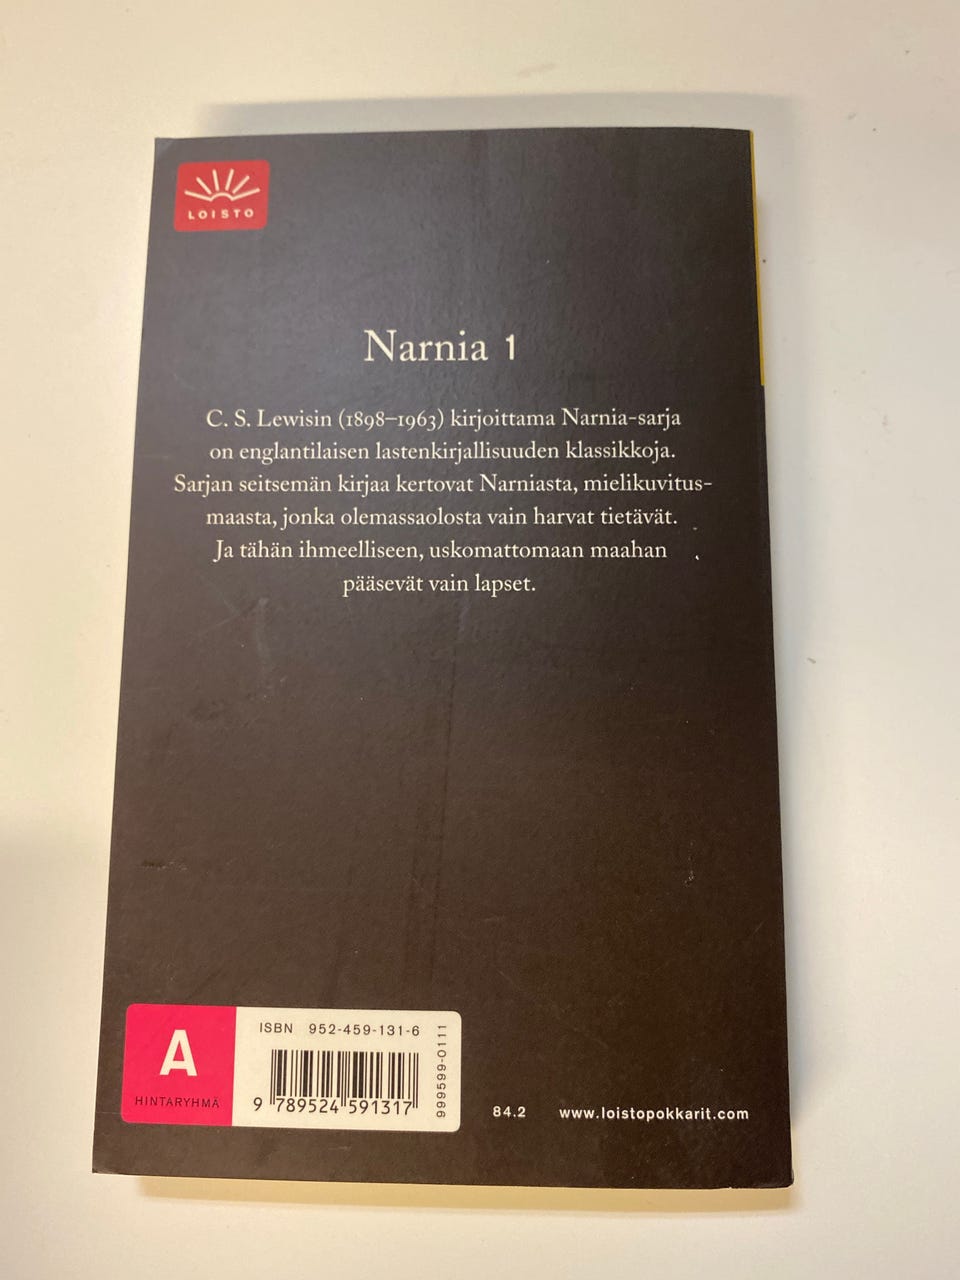 LOISTO
Narnia 1
C. S. Lewisin (1898–1963) kirjoittama Narnia-sarja
on englantilaisen lastenkirjallisuuden klassikkoja.
Sarjan seitsemän kirjaa kertovat Narniasta, mielikuvitus-
maasta, jonka olemassaolosta vain harvat tietävät.
Ja tähän ihmeelliseen, uskomattomaan maahan
pääsevät vain lapset.
A
HINTARYHMÄ
ISBN 952-459-131-6
9 789524 591317
999599-0111
84.2
www.loistopokkarit.com